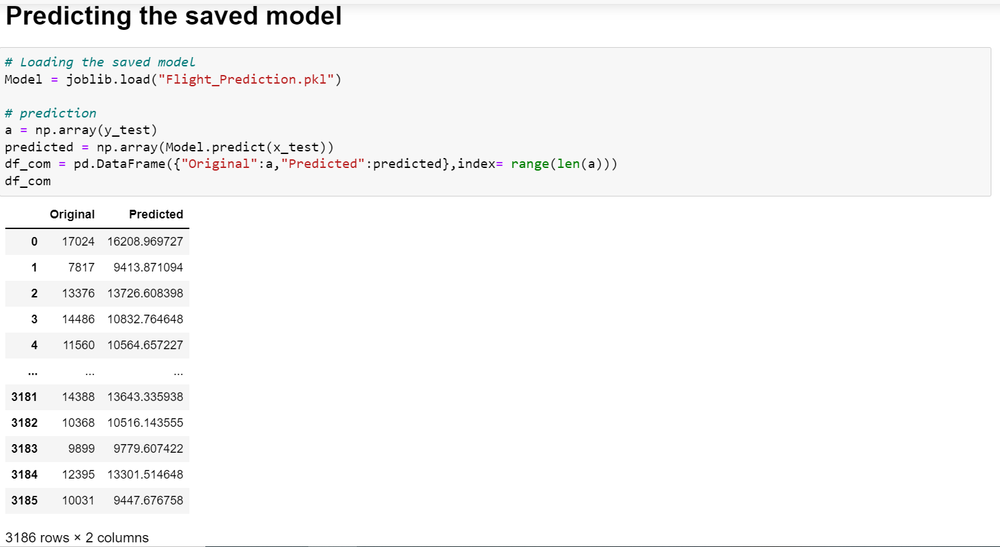 Predicting the saved model
# Loading the saved model
Model = joblib.load("Flight_Prediction.pkl")
# prediction
a = np.array(y_test)
predicted = np.array(Model.predict(x_test))
df_com = pd.DataFrame({"Original":a,"Predicted":predicted},index= range(len(a)))
df_com
Original Predicted
0 17024 16208.969727
1 7817 9413.871094
2 13376 13726.608398
3 14486 10832.764648
4 11560 10564.657227
... ... ...
3181 14388 13643.335938
3182 10368 10516.143555
3183 9899 9779.607422
3184 12395 13301.514648
3185 10031 9447.676758
3186 rows × 2 columns